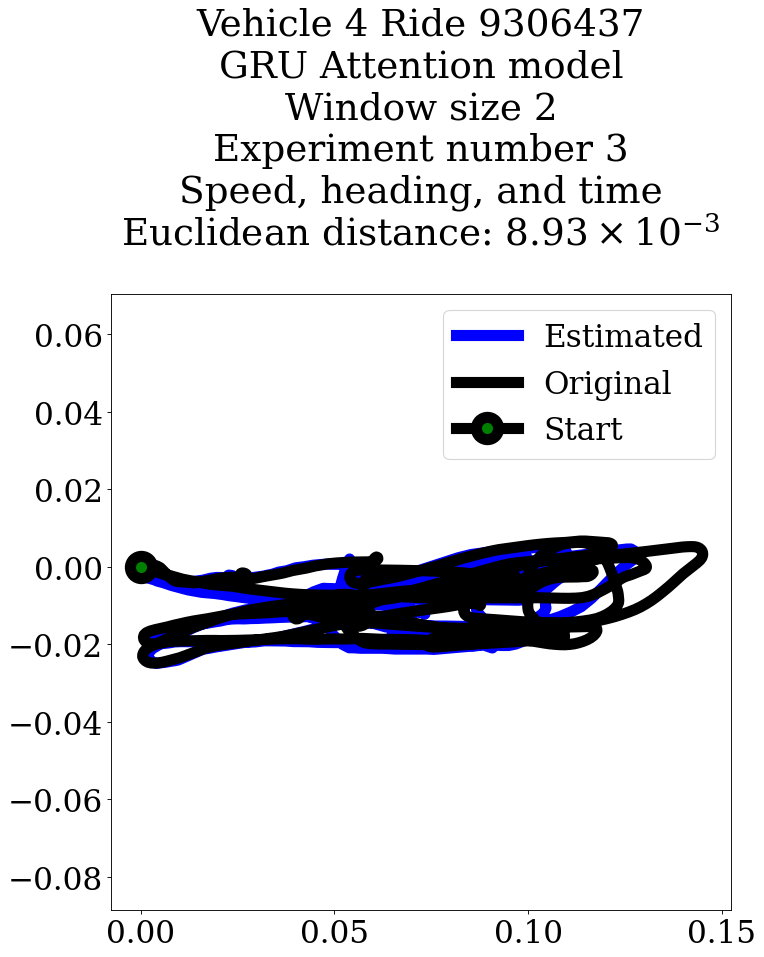 Vehicle 4 Ride 9306437
GRU Attention model
Window size 2
Experiment number 3
Speed, heading, and time
Euclidean distance: 8.93 × 10⁻³
Estimated
Original
Start
0.06
0.04
0.02
0.00
−0.02
−0.04
−0.06
−0.08
0.00 0.05 0.10 0.15